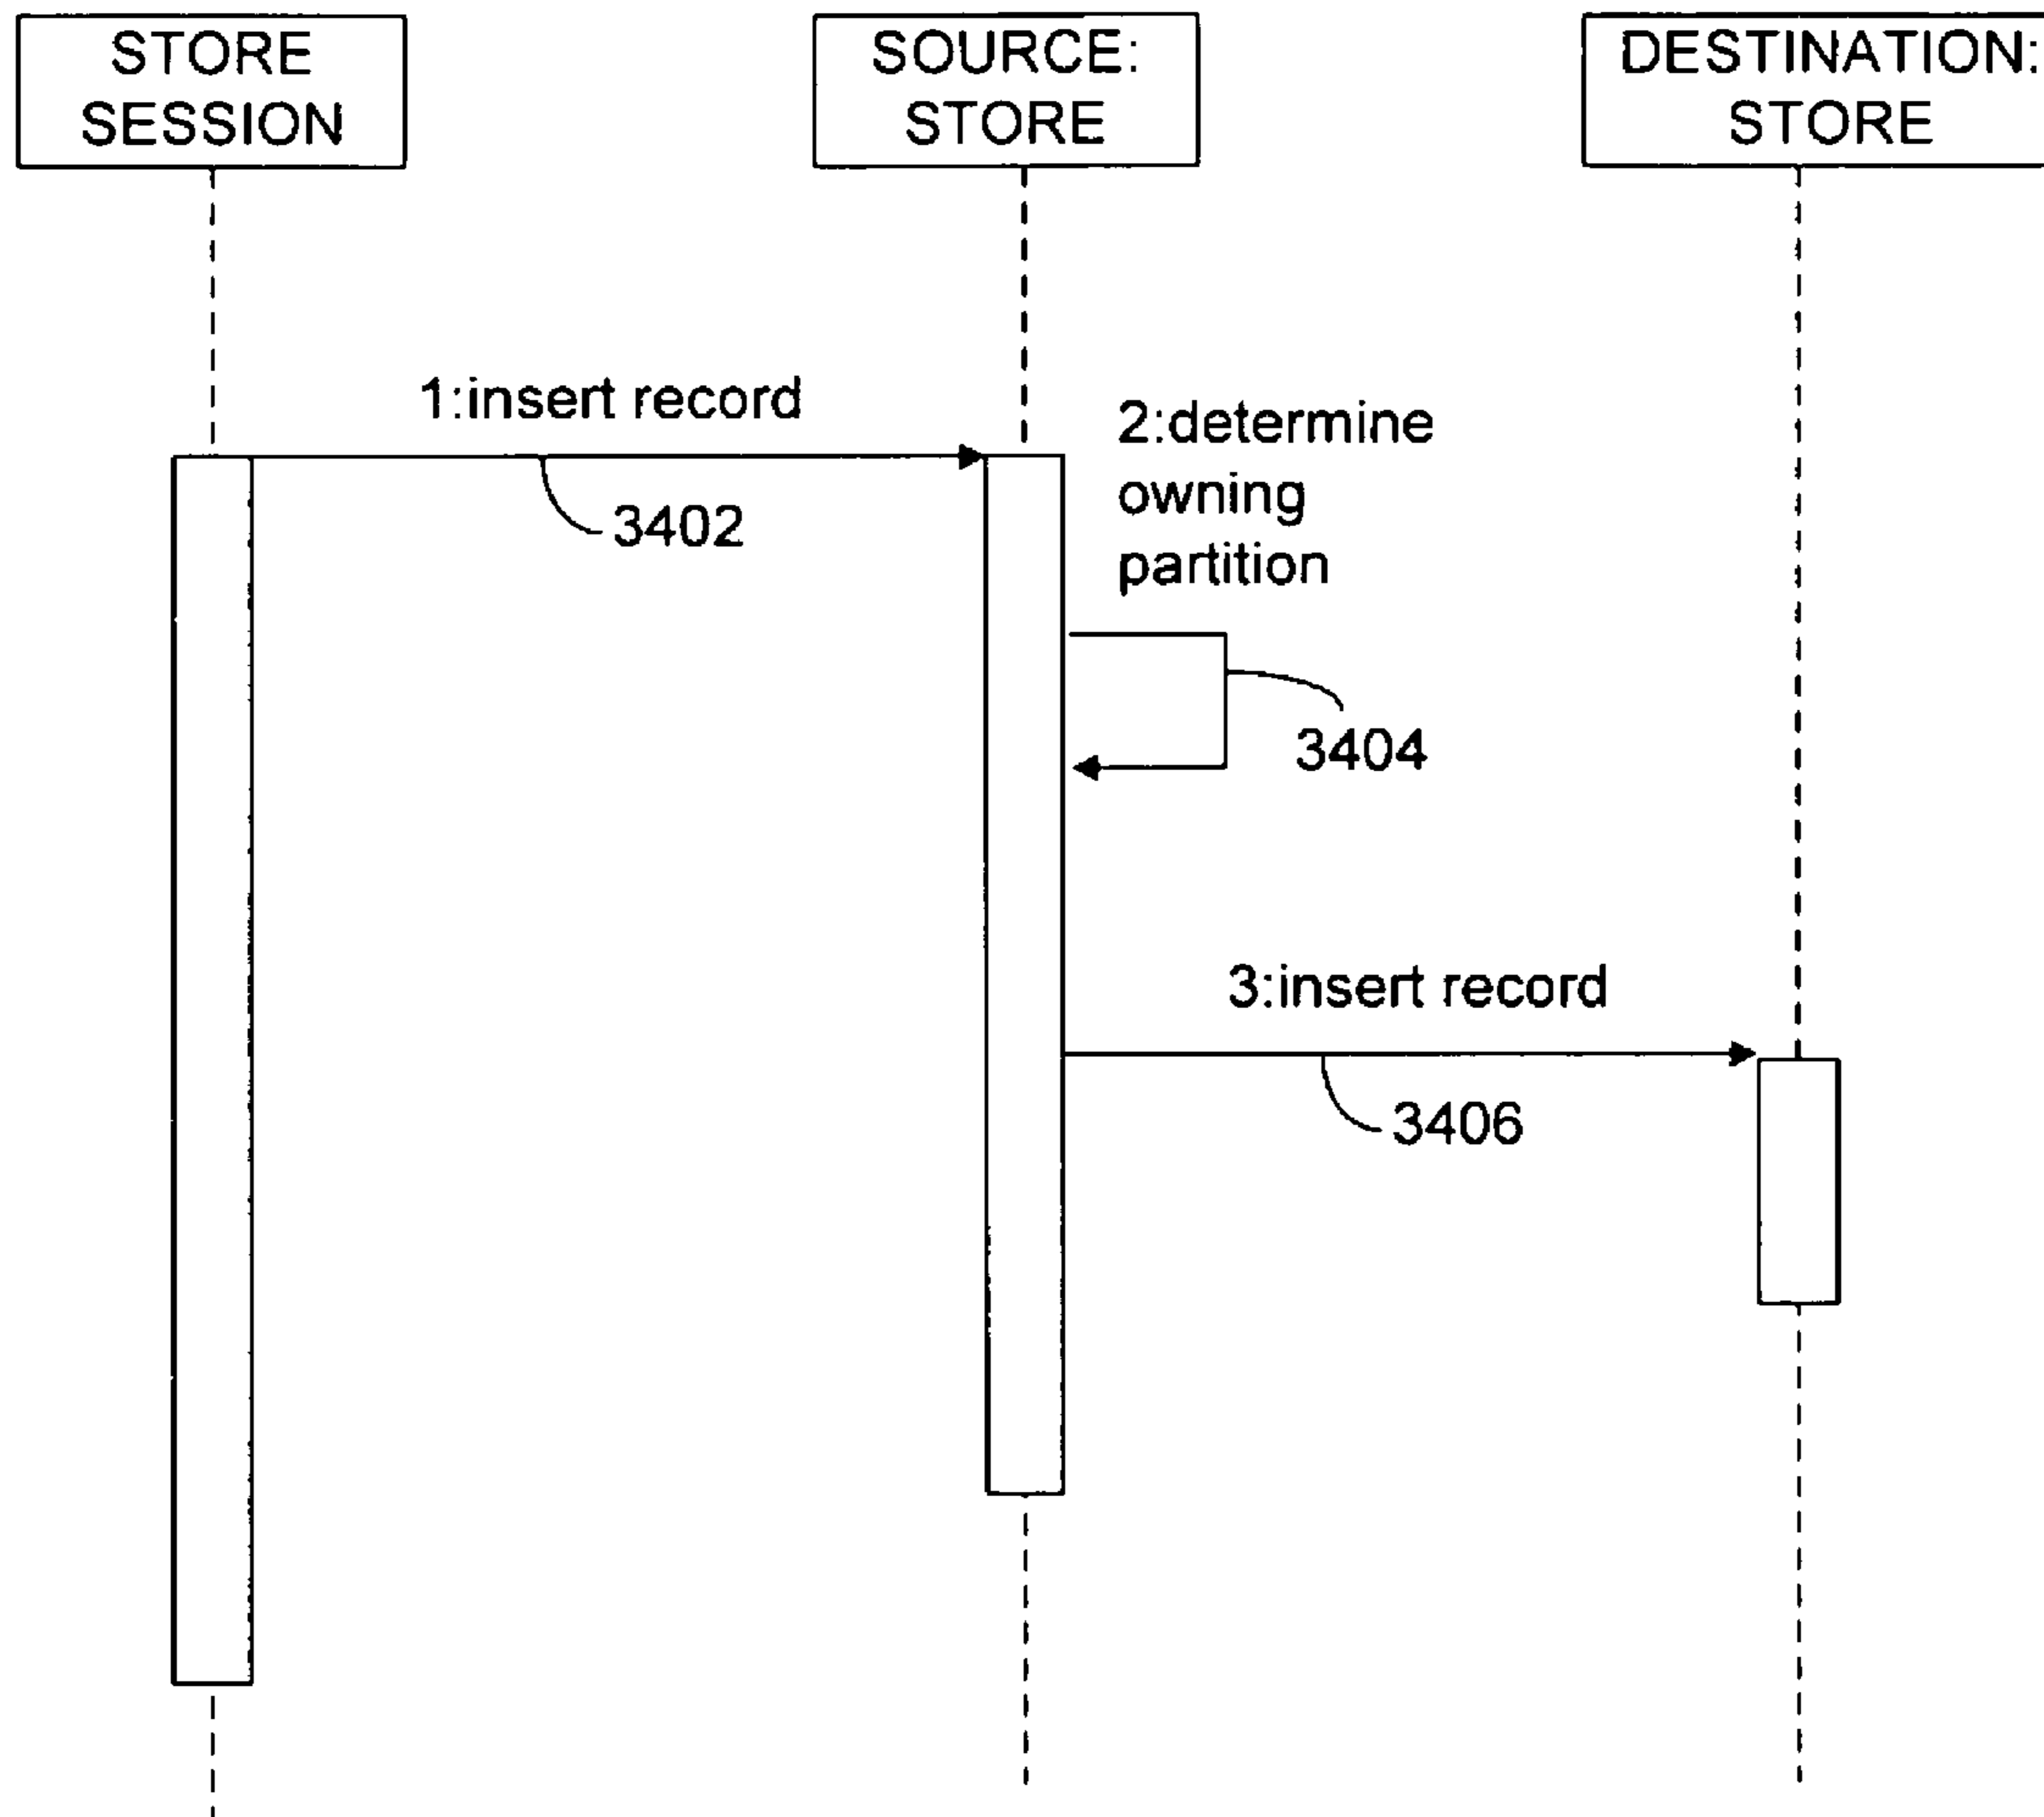 STORE
SESSION
SOURCE:
STORE
DESTINATION:
STORE
1:insert record
3402
2:determine
owning
partition
3404
3:insert record
3406